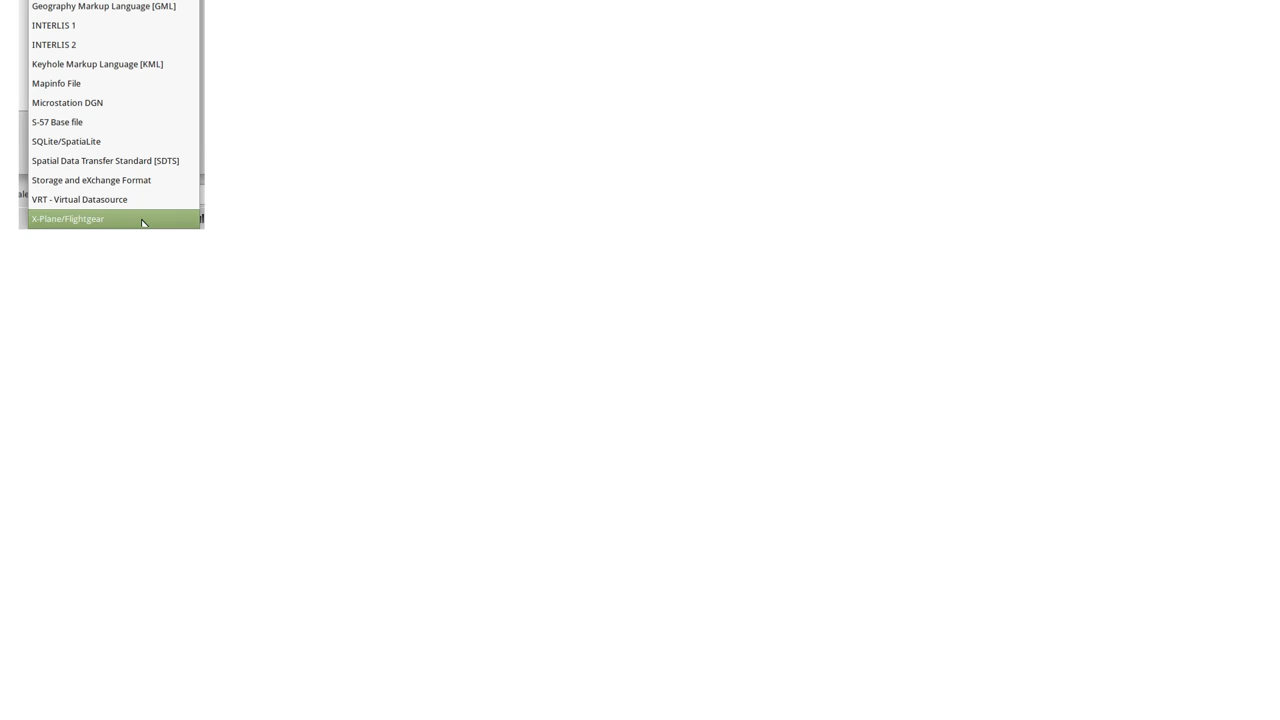 Geography Markup Language [GML]
INTERLIS 1
INTERLIS 2
Keyhole Markup Language [KML]
Mapinfo File
Microstation DGN
S-57 Base file
SQLite/SpatiaLite
Spatial Data Transfer Standard [SDTS]
Storage and eXchange Format
VRT - Virtual Datasource
X-Plane/Flightgear